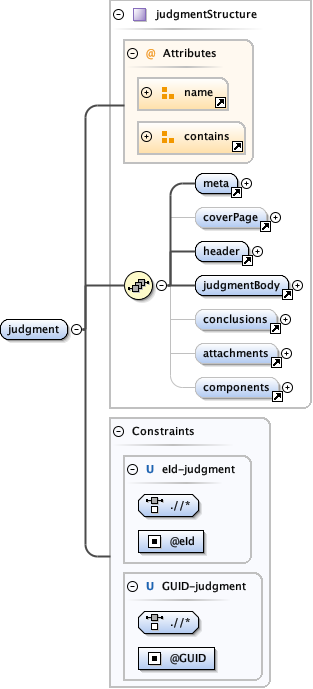 judgmentStructure
@ Attributes
name
contains
meta
coverPage
header
judgmentBody
judgment
conclusions
attachments
components
Constraints
U eId-judgment
.//*
@eId
U GUID-judgment
.//*
@GUID